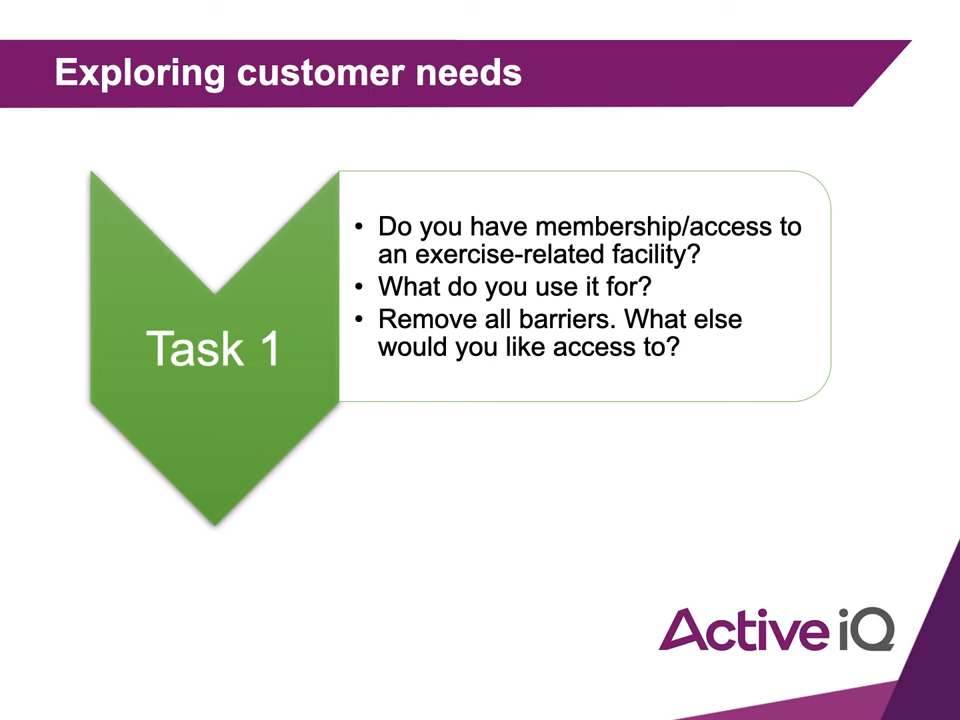 Exploring customer needs
Task 1
• Do you have membership/access to
an exercise-related facility?
• What do you use it for?
• Remove all barriers. What else
would you like access to?
Active iQ